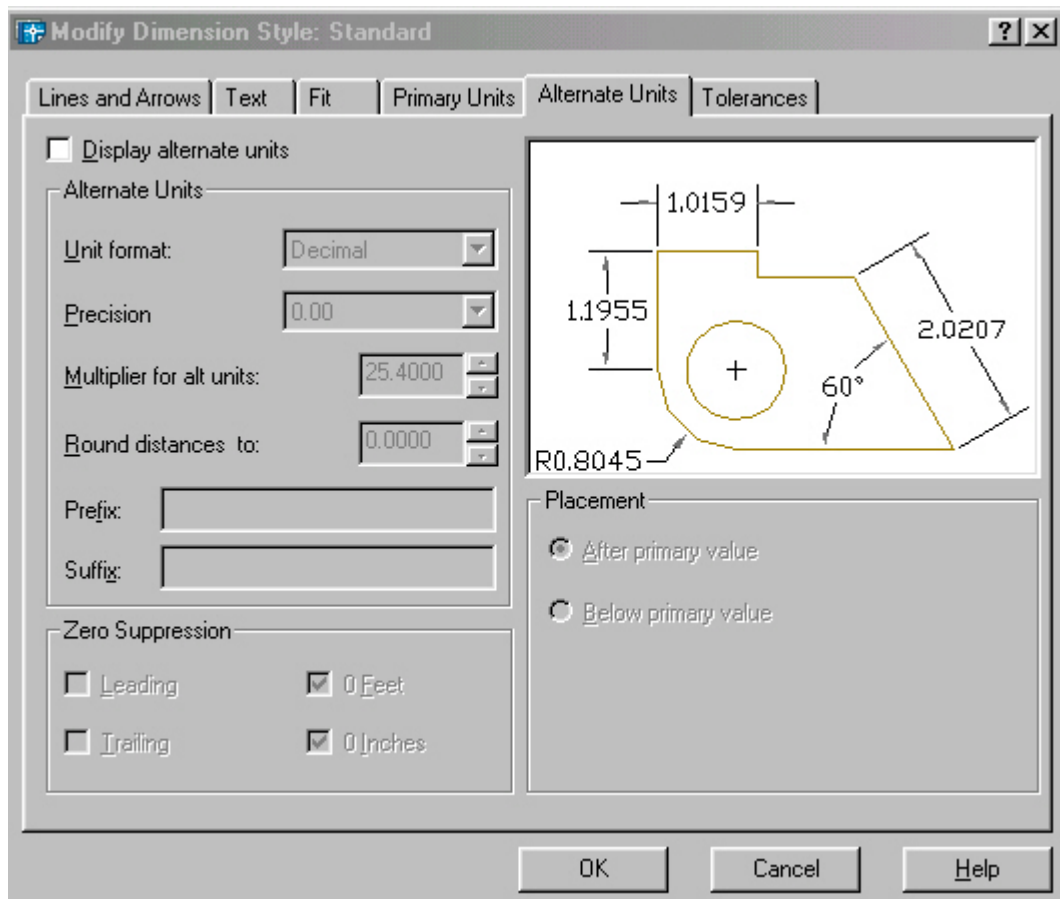 Modify Dimension Style: Standard
Lines and Arrows Text Fit Primary Units Alternate Units Tolerances
Display alternate units
Alternate Units
Unit format: Decimal
Precision 0.00
Multiplier for alt units: 25.4000
Round distances to: 0.0000
Prefix:
Suffix:
Zero Suppression
Leading 0 Feet
Trailing 0 Inches
1.0159
1.1955
2.0207
60°
R0.8045
Placement
After primary value
Below primary value
OK Cancel Help